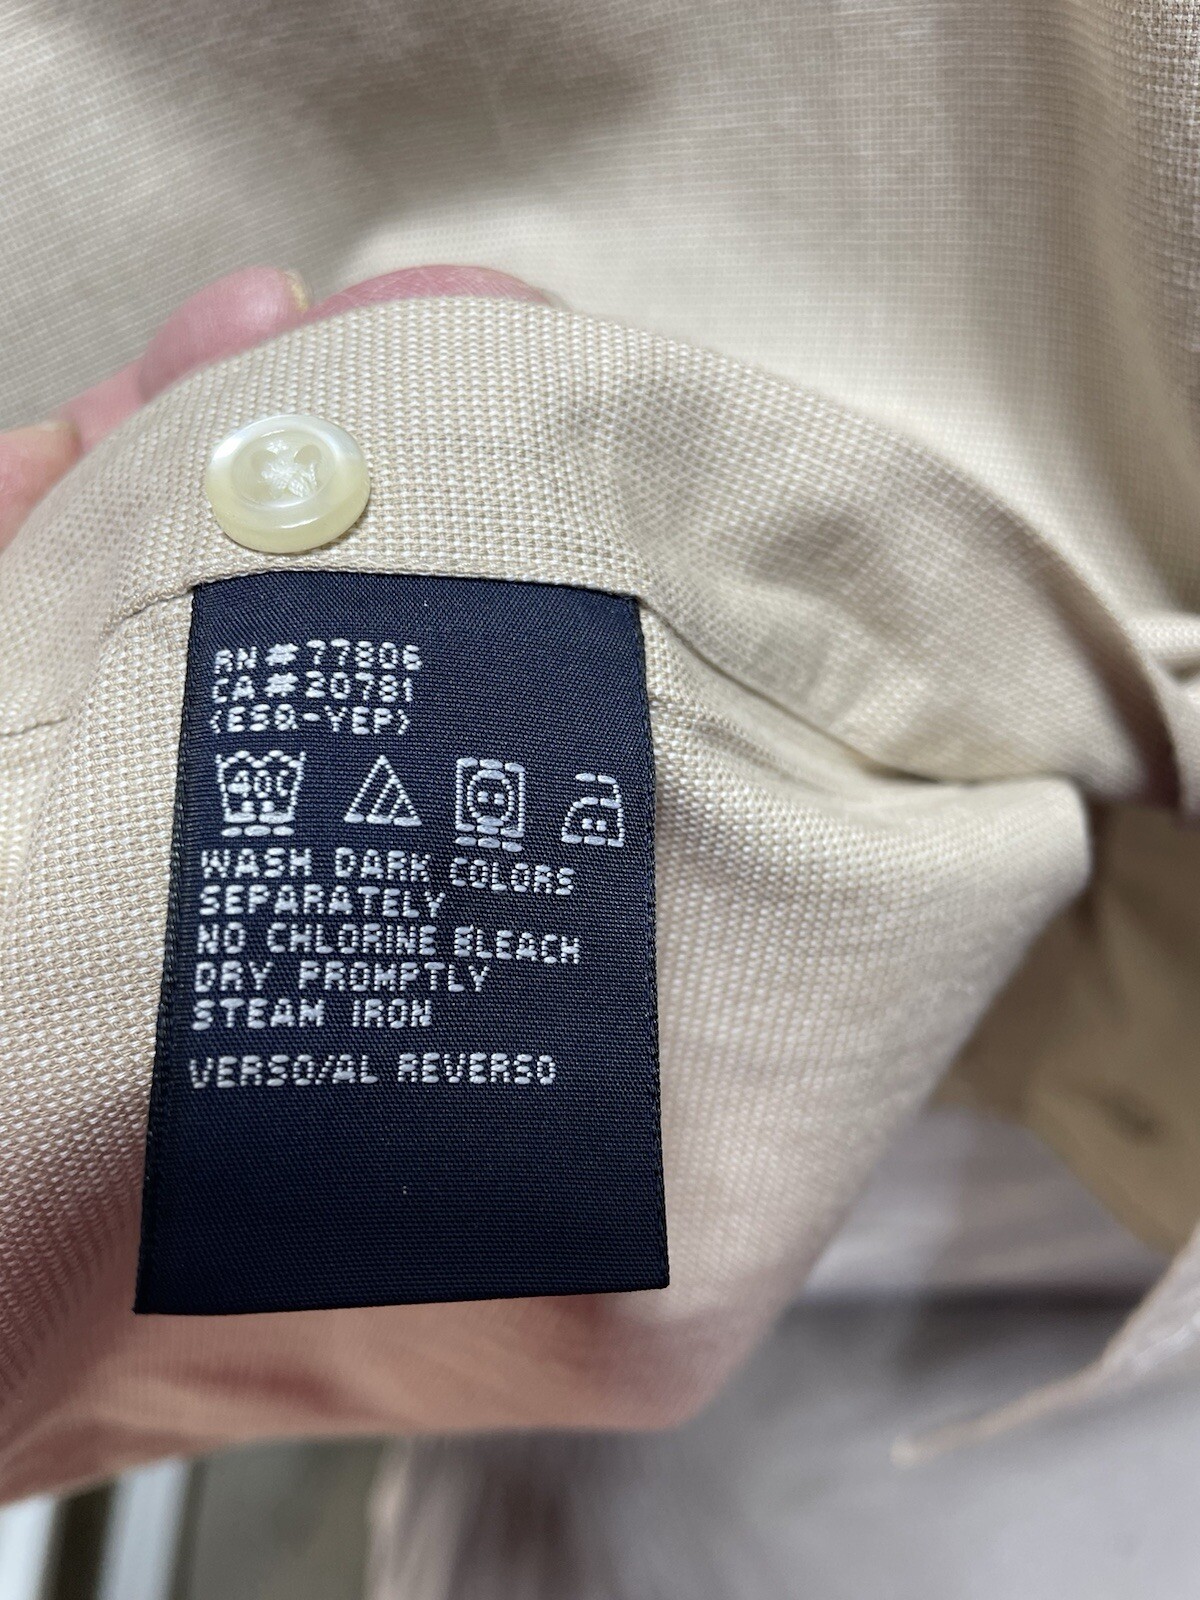 RN#77806
CA#20781
(ESQ-YEP)
40C
WASH DARK COLORS
SEPARATELY
NO CHLORINE BLEACH
DRY PROMPTLY
STEAM IRON
VERSO/AL REVERSO